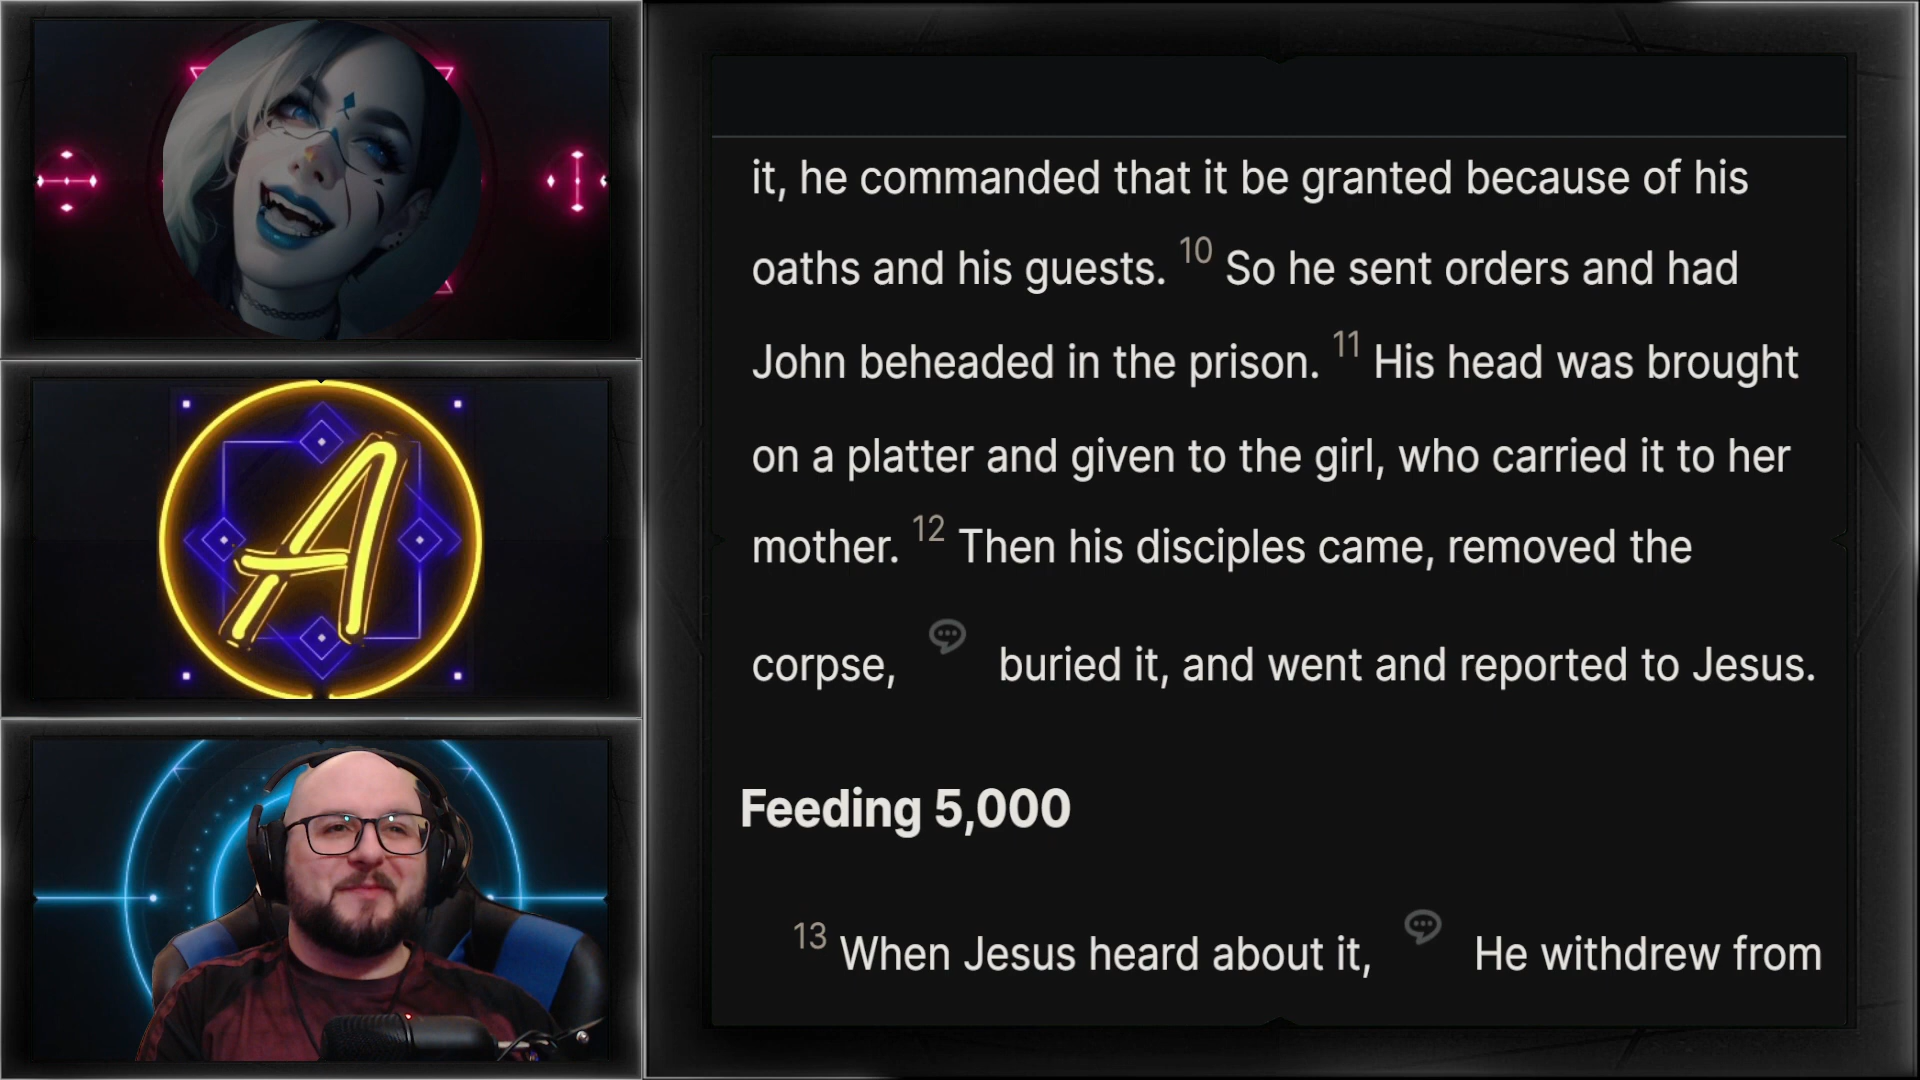 A
it, he commanded that it be granted because of his
oaths and his guests. 10 So he sent orders and had
John beheaded in the prison. 11 His head was brought
on a platter and given to the girl, who carried it to her
mother. 12 Then his disciples came, removed the
corpse, buried it, and went and reported to Jesus.
Feeding 5,000
13 When Jesus heard about it, He withdrew from